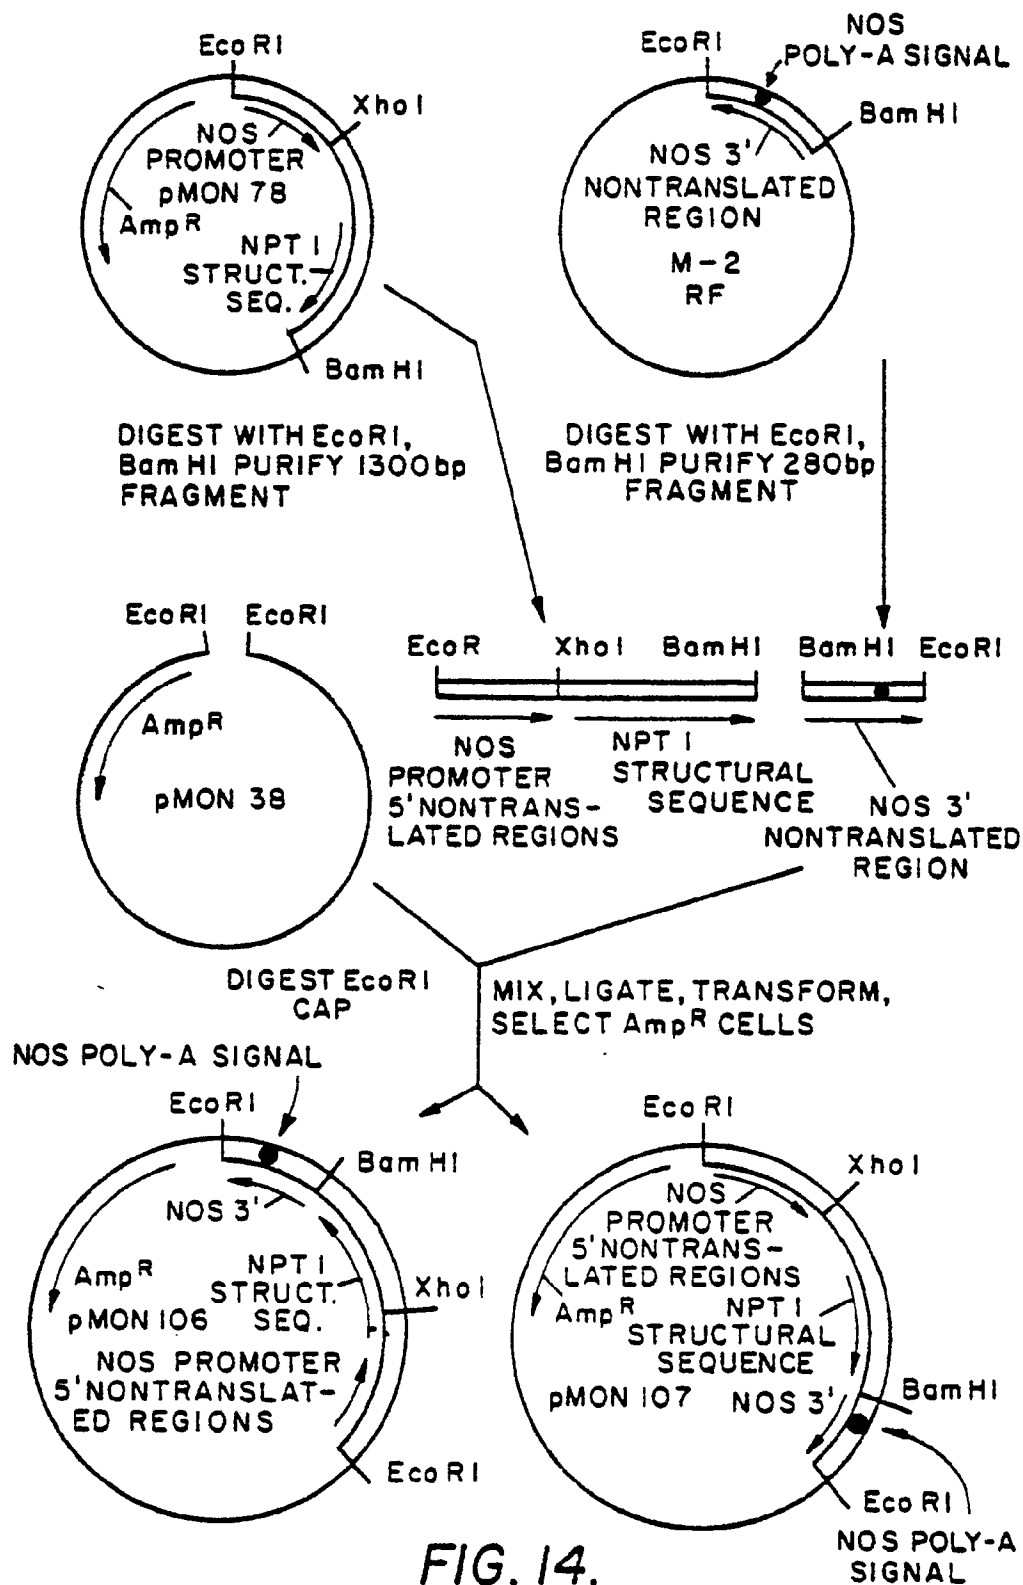 EcoRI
XhoI
NOS
PROMOTER
pMON 78
AmpR
NPT I
STRUCT.
SEQ.
BamHI
NOS
POLY-A SIGNAL
EcoRI
BamHI
NOS 3'
NONTRANSLATED
REGION
M-2
RF
DIGEST WITH EcoRI,
BamHI PURIFY 1300bp
FRAGMENT
DIGEST WITH EcoRI,
BamHI PURIFY 280bp
FRAGMENT
EcoRI EcoRI
AmpR
pMON 38
EcoR XhoI BamHI BamHI EcoRI
NOS
PROMOTER
5'NONTRANS-
LATED REGIONS
NPT I
STRUCTURAL
SEQUENCE
NOS 3'
NONTRANSLATED
REGION
DIGEST EcoRI
CAP
MIX, LIGATE, TRANSFORM,
SELECT AmpR CELLS
NOS POLY-A SIGNAL
EcoRI
BamHI
NOS 3'
AmpR
NPT I
STRUCT.
SEQ.
XhoI
pMON 106
NOS PROMOTER
5'NONTRANSLAT-
ED REGIONS
EcoRI
EcoRI
XhoI
NOS
PROMOTER
5'NONTRANS-
LATED REGIONS
AmpR
NPT I
STRUCTURAL
SEQUENCE
pMON 107
NOS 3'
BamHI
EcoRI
NOS POLY-A
SIGNAL
FIG. 14.